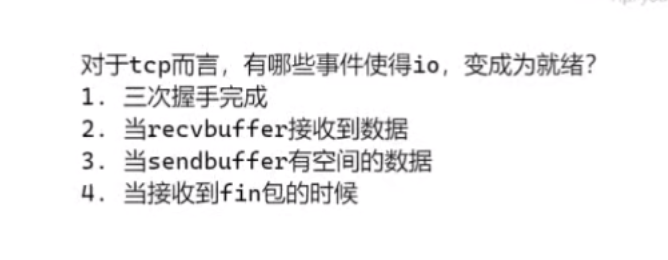 对于tcp而言，有哪些事件使得io，变成为就绪？
1. 三次握手完成
2. 当recvbuffer接收到数据
3. 当sendbuffer有空间的数据
4. 当接收到fin包的时候